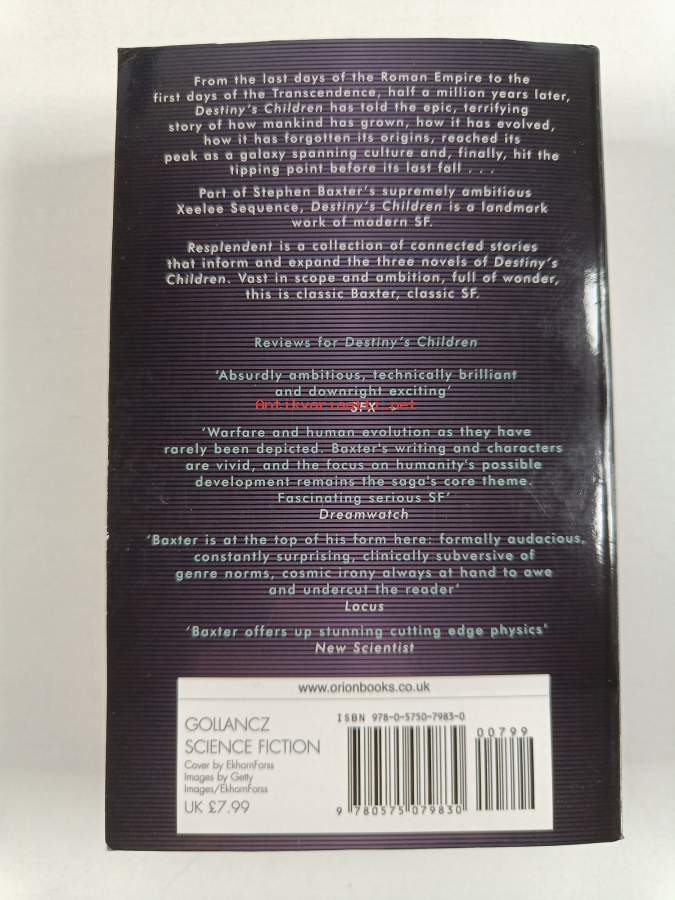 From the last days of the Roman Empire to the
first days of the Transcendence, half a million years later,
Destiny's Children has told the epic, terrifying
story of how mankind has grown, how it has evolved,
how it has forgotten its origins, reached its
peak as a galaxy spanning culture and, finally, hit the
tipping point before its last fall . . .
Part of Stephen Baxter's supremely ambitious
Xeelee Sequence, Destiny's Children is a landmark
work of modern SF.
Resplendent is a collection of connected stories
that inform and expand the three novels of Destiny's
Children. Vast in scope and ambition, full of wonder,
this is classic Baxter, classic SF.
Reviews for Destiny's Children
'Absurdly ambitious, technically brilliant
and downright exciting'
Antikvariaatti.net
SFX
'Warfare and human evolution as they have
rarely been depicted. Baxter's writing and characters
are vivid, and the focus on humanity's possible
development remains the saga's core theme.
Fascinating serious SF'
Dreamwatch
'Baxter is at the top of his form here: formally audacious,
constantly surprising, clinically subversive of
genre norms, cosmic irony always at hand to awe
and undercut the reader'
Locus
'Baxter offers up stunning cutting edge physics'
New Scientist
www.orionbooks.co.uk
GOLLANCZ
SCIENCE FICTION
Cover by EkhornForss
Images by Getty
Images/EkhornForss
UK £7.99
ISBN 978-0-5750-7983-0
00799
9 780575 079830